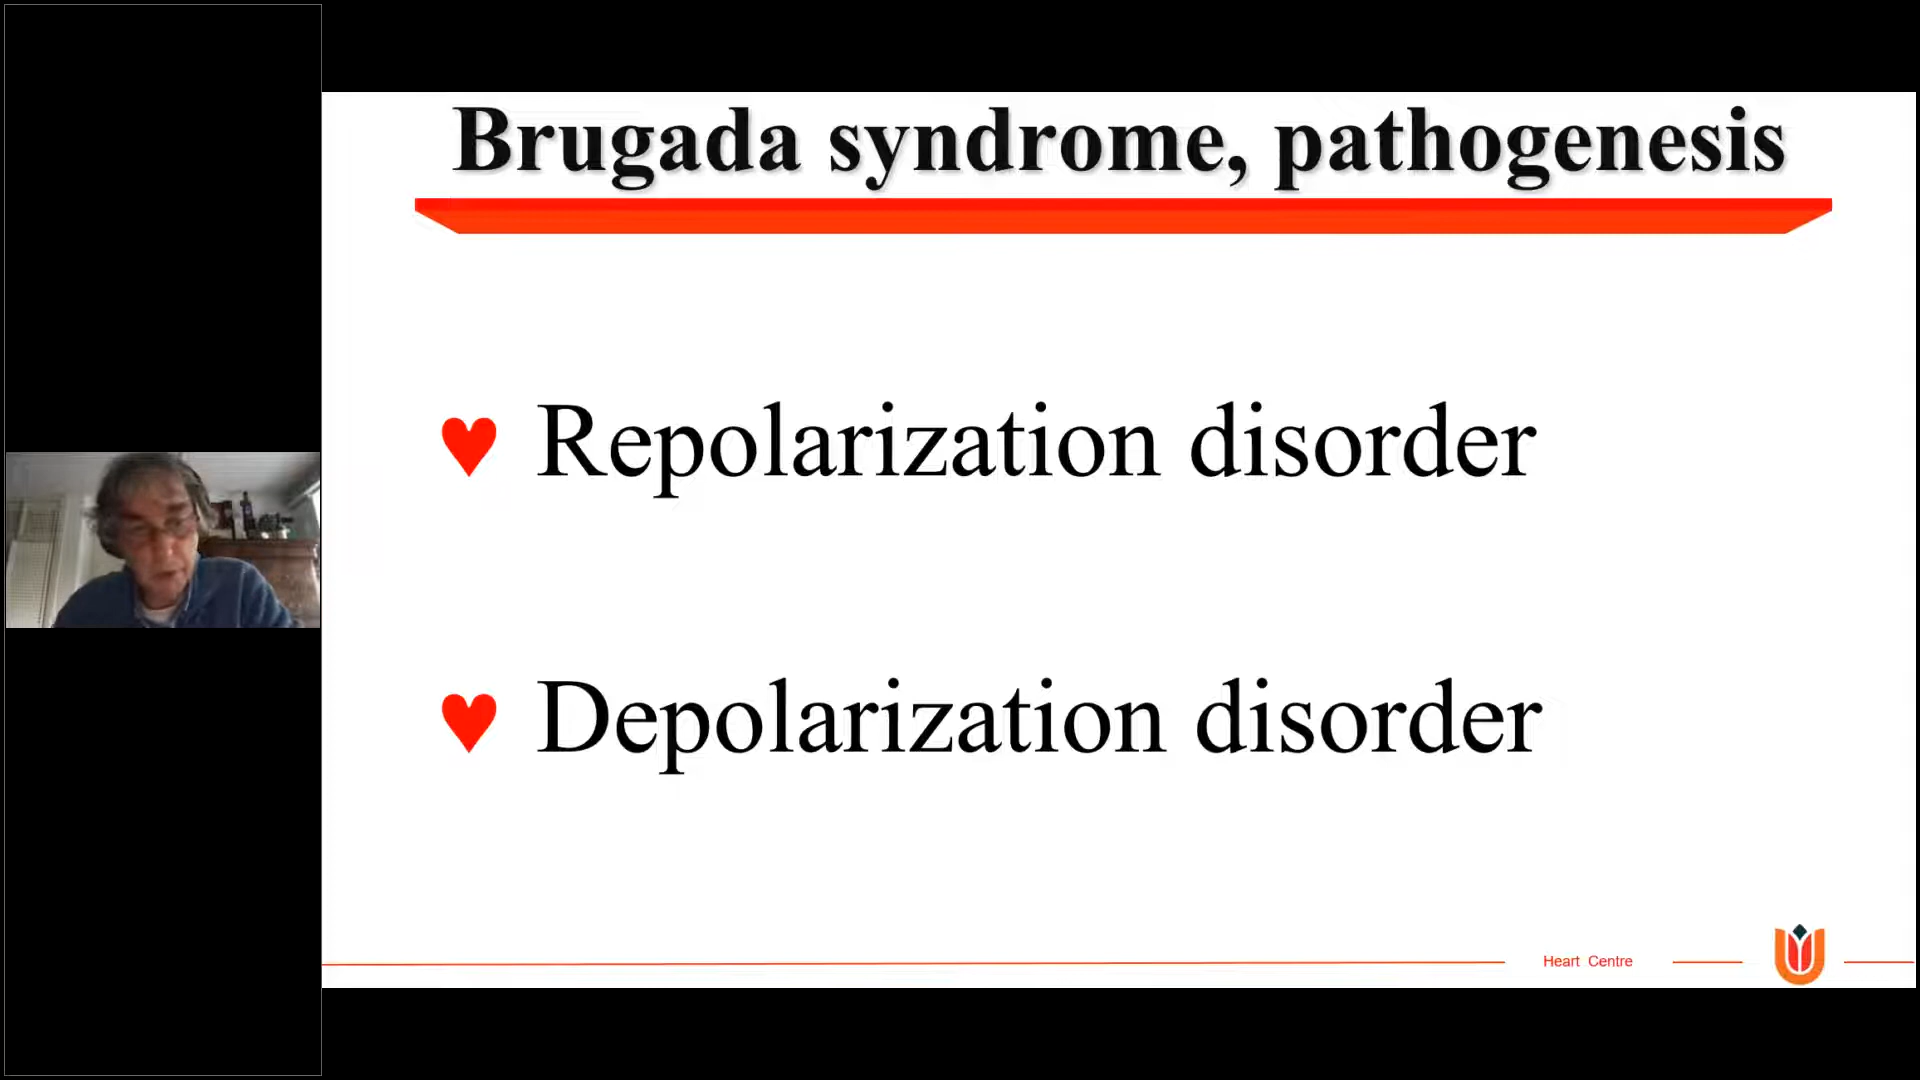 Brugada syndrome, pathogenesis
Repolarization disorder
Depolarization disorder
Heart Centre